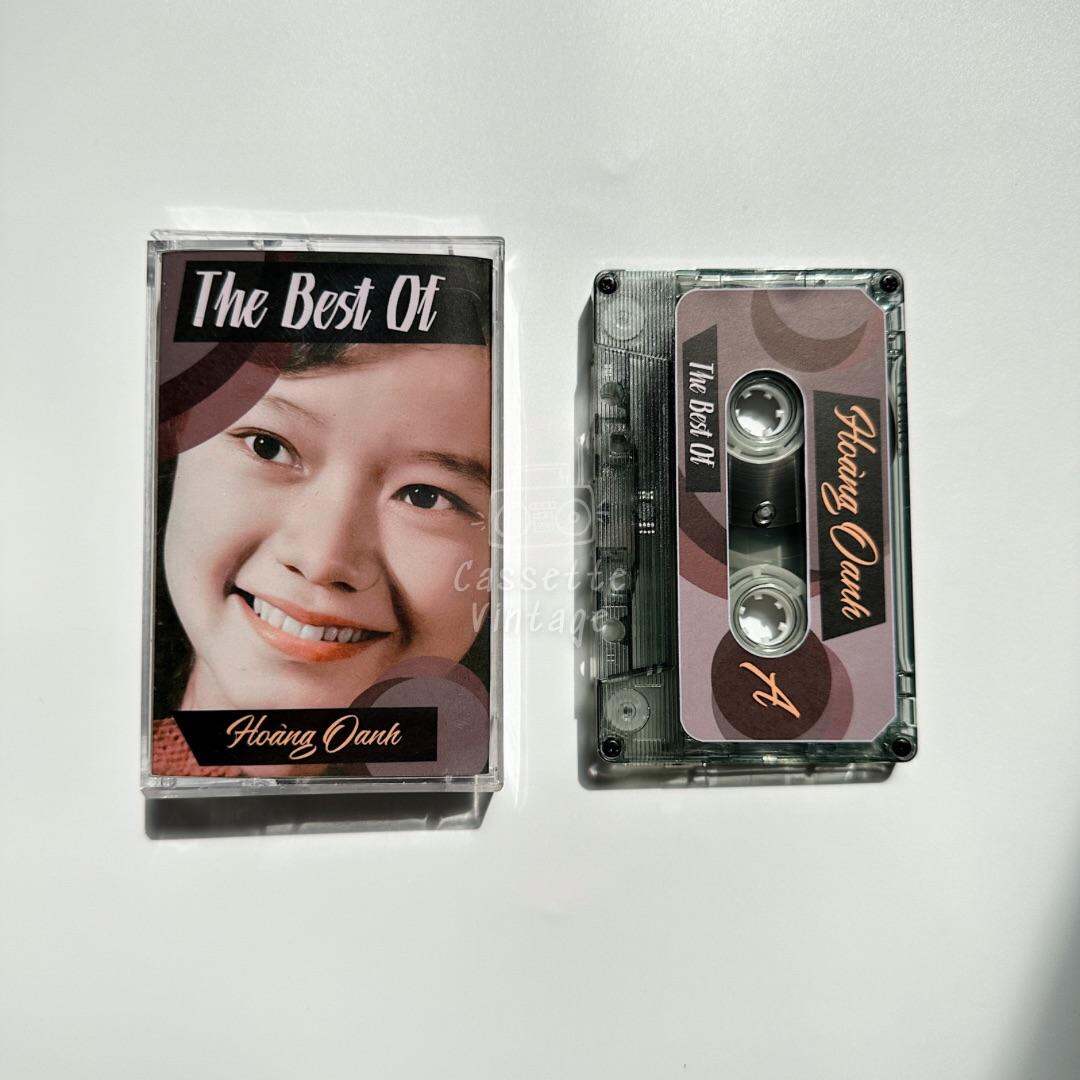 The Best Of
Hoàng Oanh
The Best Of
Hoàng Oanh
A
Cassette
Vintage